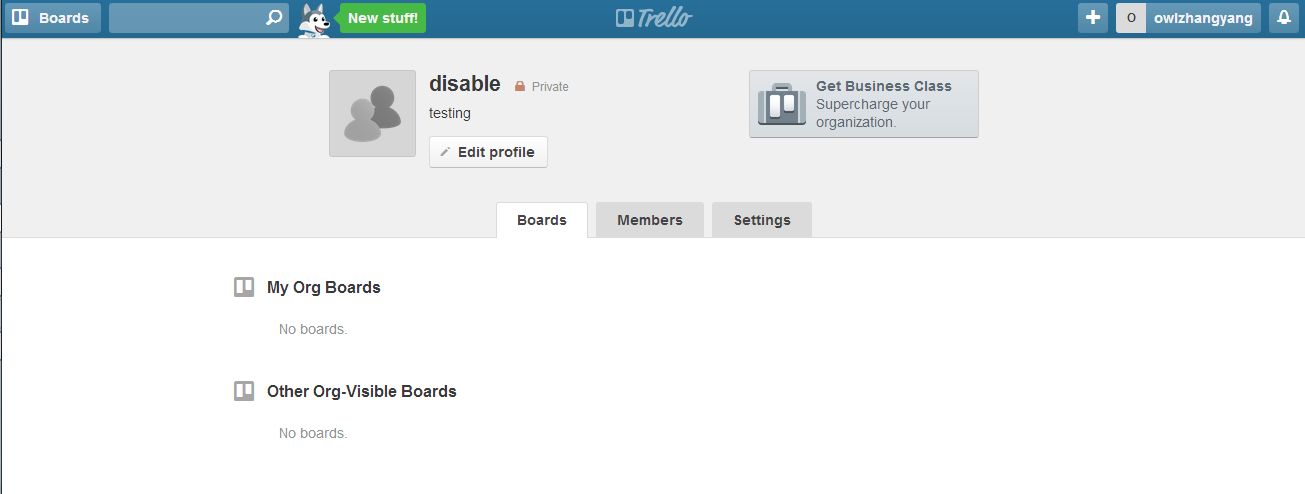 Boards
New stuff!
Trello
O owlzhangyang
disable Private
testing
Edit profile
Get Business Class
Supercharge your
organization.
Boards Members Settings
My Org Boards
No boards.
Other Org-Visible Boards
No boards.